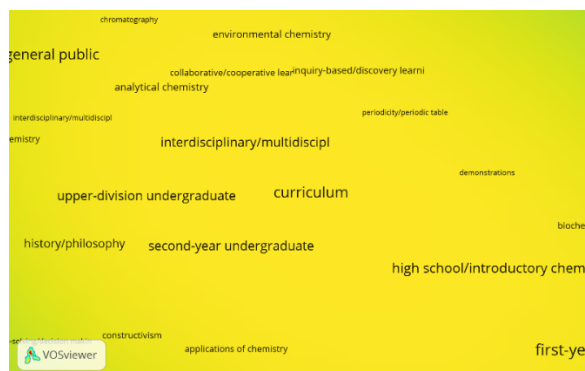 chromatography
environmental chemistry
general public
collaborative/cooperative lear
inquiry-based/discovery learni
analytical chemistry
periodicity/periodic table
interdisciplinary/multidiscipl
emistry
interdisciplinary/multidiscipl
demonstrations
upper-division undergraduate
curriculum
bioche
history/philosophy
second-year undergraduate
high school/introductory chem
constructivism
applications of chemistry
first-ye
VOSviewer